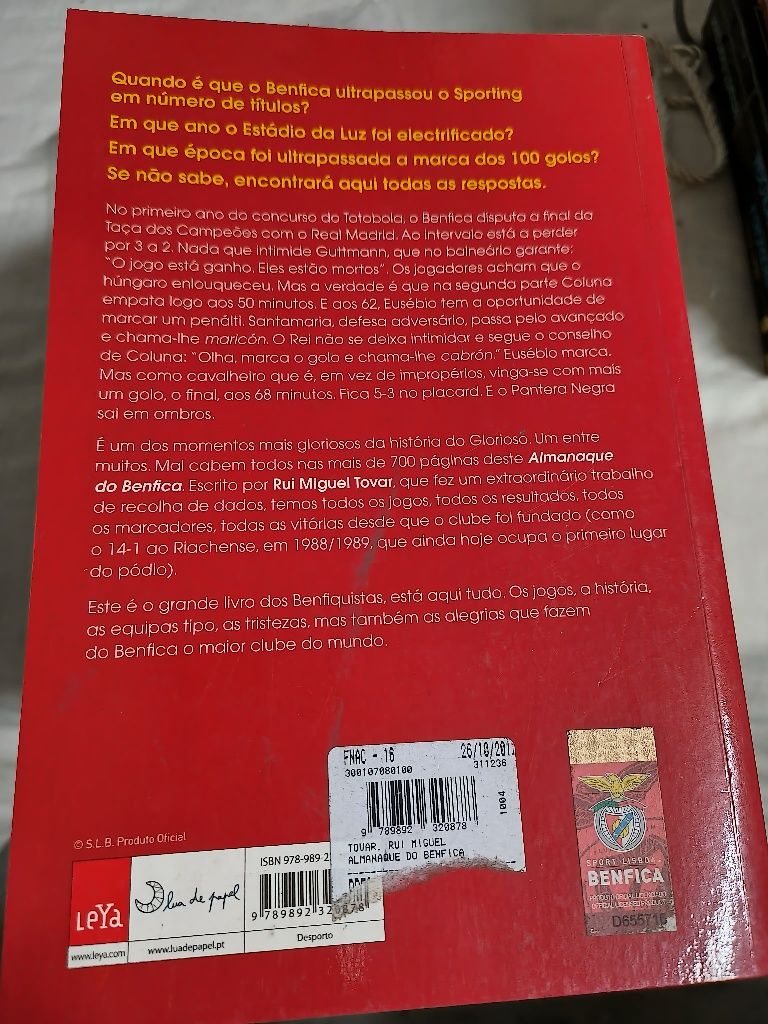 Quando é que o Benfica ultrapassou o Sporting
em número de títulos?
Em que ano o Estádio da Luz foi electrificado?
Em que época foi ultrapassada a marca dos 100 golos?
Se não sabe, encontrará aqui todas as respostas.
No primeiro ano do concurso do Totobola, o Benfica disputa a final da
Taça dos Campeões com o Real Madrid. Ao intervalo está a perder
por 3 a 2. Nada que intimide Guttmann, que no balneário garante:
"O jogo está ganho. Eles estão mortos". Os jogadores acham que o
húngaro enlouqueceu. Mas a verdade é que na segunda parte Coluna
empata logo aos 50 minutos. E aos 62, Eusébio tem a oportunidade de
marcar um penálti. Santamaria, defesa adversário, passa pelo avançado
e chama-lhe maricón. O Rei não se deixa intimidar e segue o conselho
de Coluna: "Olha, marca o golo e chama-lhe cabrón." Eusébio marca.
Mas como cavalheiro que é, em vez de impropérios, vinga-se com mais
um golo, o final, aos 68 minutos. Fica 5-3 no placard. E o Pantera Negra
sai em ombros.
É um dos momentos mais gloriosos da história do Glorioso. Um entre
muitos. Mal cabem todos nas mais de 700 páginas deste Almanaque
do Benfica. Escrito por Rui Miguel Tovar, que fez um extraordinário trabalho
de recolha de dados, temos todos os jogos, todos os resultados, todos
os marcadores, todas as vitórias desde que o clube foi fundado (como
o 14-1 ao Riachense, em 1988/1989, que ainda hoje ocupa o primeiro lugar
do pódio).
Este é o grande livro dos Benfiquistas, está aqui tudo. Os jogos, a história,
as equipas tipo, as tristezas, mas também as alegrias que fazem
do Benfica o maior clube do mundo.
FNAC - 16 26/10/201
300107080100 311236
1004
9 789892 320878
TOVAR, RUI MIGUEL
ALMANAQUE DO BENFICA
© S.L.B. Produto Oficial
LeYa
www.leya.com
lua de papel
www.luadepapel.pt
ISBN 978-989-2
9 789892 320878
Desporto
SPORT LISBOA
BENFICA
PRODUTO OFICIAL LICENCIADO
OFFICIAL LICENSED PRODUCT